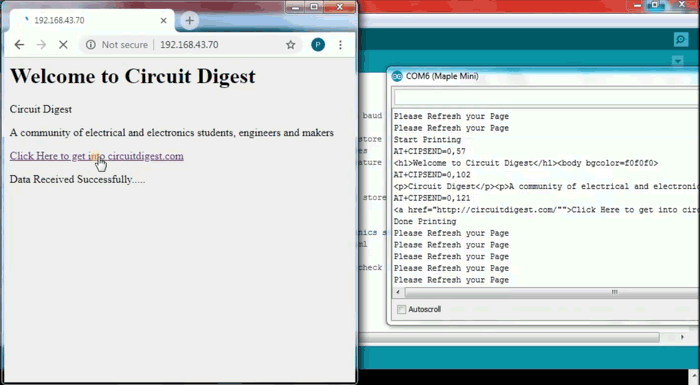 192.168.43.70
Not secure
192.168.43.70
P
Welcome to Circuit Digest
Circuit Digest
A community of electrical and electronics students, engineers and makers
Click Here to get into circuitdigest.com
Data Received Successfully.....
baud
store
ature
store
nics s
ml
check
COM6 (Maple Mini)
Please Refresh your Page
Please Refresh your Page
Start Printing
AT+CIPSEND=0,57
<h1>Welcome to Circuit Digest</h1><body bgcolor=f0f0f0>
AT+CIPSEND=0,102
<p>Circuit Digest</p><p>A community of electrical and electroni
AT+CIPSEND=0,121
<a href="http://circuitdigest.com/"">Click Here to get into cir
Done Printing
Please Refresh your Page
Please Refresh your Page
Please Refresh your Page
Please Refresh your Page
Please Refresh your Page
Autoscroll